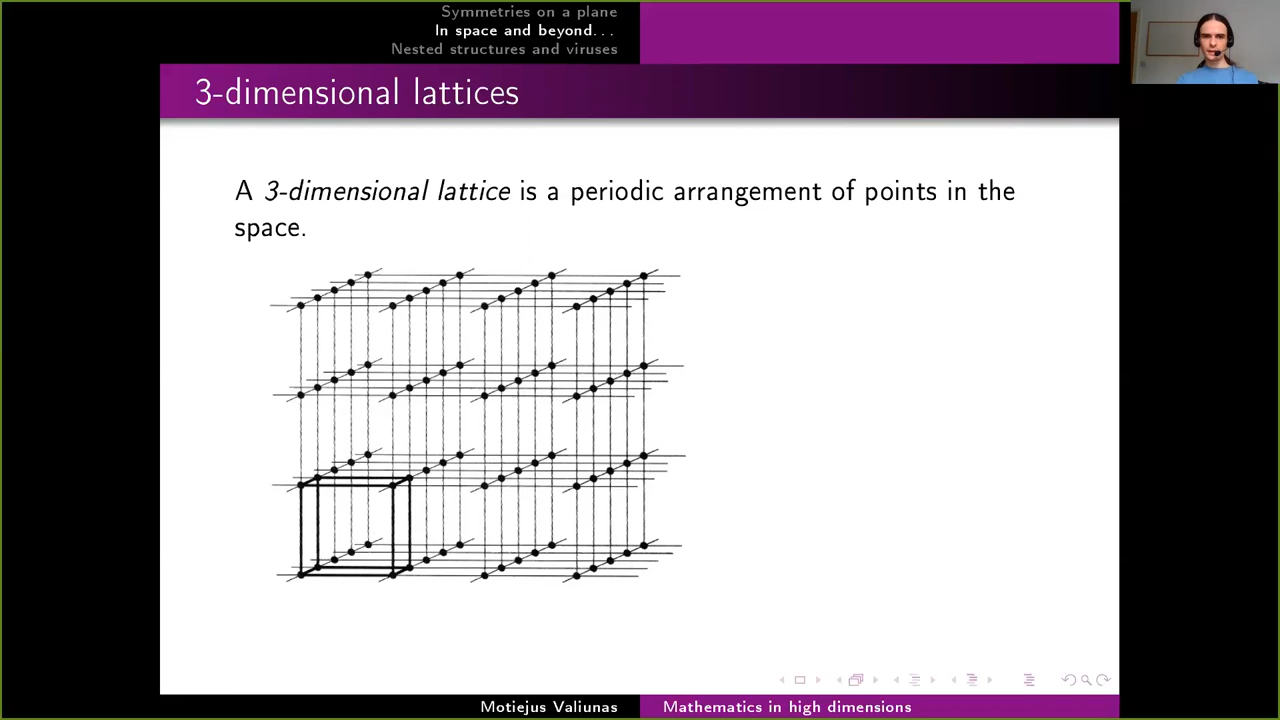 Symmetries on a plane
In space and beyond...
Nested structures and viruses
3-dimensional lattices
A 3-dimensional lattice is a periodic arrangement of points in the
space.
Motiejus Valiunas
Mathematics in high dimensions